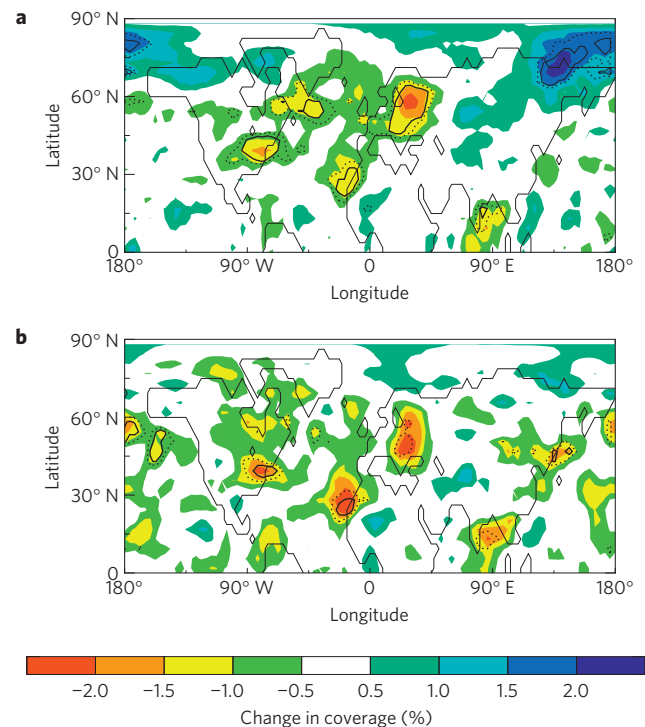 a
90° N
60°
30°
0
Latitude
180°
90° W
0
90° E
180°
Longitude
b
90° N
60°
30°
0
Latitude
180°
90° W
0
90° E
180°
Longitude
−2.0 −1.5 −1.0 −0.5 0.5 1.0 1.5 2.0
Change in coverage (%)